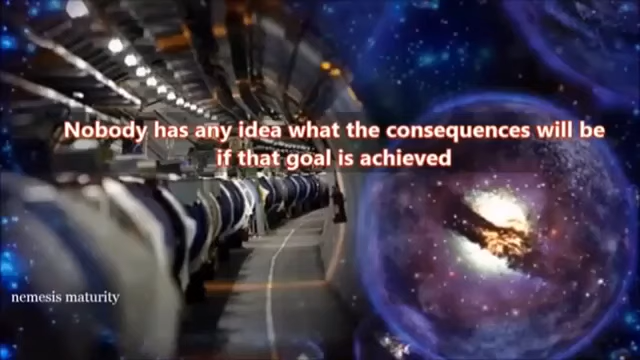 Nobody has any idea what the consequences will be
if that goal is achieved
nemesis maturity